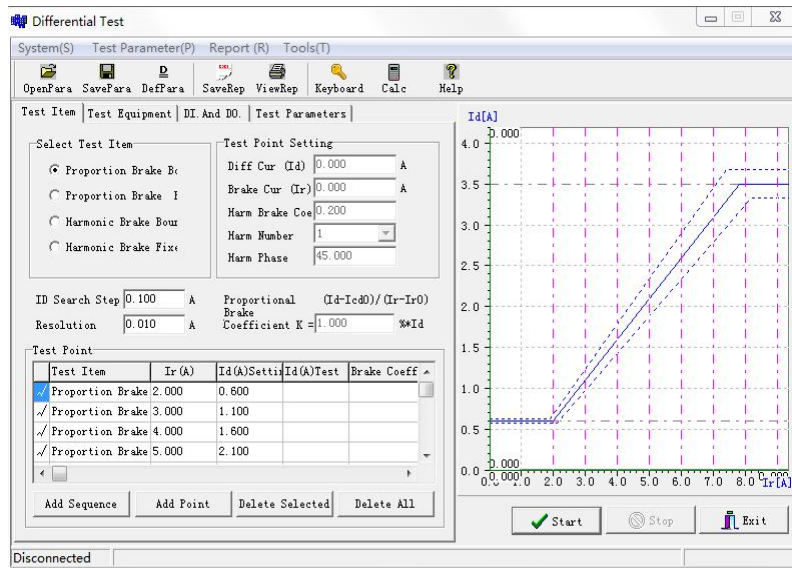 Differential Test
System(S) Test Parameter(P) Report (R) Tools(T)
OpenPara SavePara DefPara SaveRep ViewRep Keyboard Calc Help
Test Item Test Equipment DI.And DO. Test Parameters
Select Test Item
Proportion Brake Bo
Proportion Brake
Harmonic Brake Bour
Harmonic Brake Fixe
Test Point Setting
Diff Cur (Id) 0.000 A
Brake Cur (Ir) 0.000 A
Harm Brake Coe 0.200
Harm Number 1
Harm Phase 45.000
ID Search Step 0.100 A
Resolution 0.010 A
Proportional (Id-Icd0)/(Ir-Ir0)
Brake
Coefficient K = 1.000 %*Id
Test Point
Test Item Ir(A) Id(A)Settin Id(A)Test Brake Coeff
Proportion Brake 2.000 0.600
Proportion Brake 3.000 1.100
Proportion Brake 4.000 1.600
Proportion Brake 5.000 2.100
Add Sequence Add Point Delete Selected Delete All
Id[A]
0.000
4.0
3.5
3.0
2.5
2.0
1.5
1.0
0.5
0.0
0.000
0.0 1.0 2.0 3.0 4.0 5.0 6.0 7.0 8.0
Ir[A]
Start Stop Exit
Disconnected